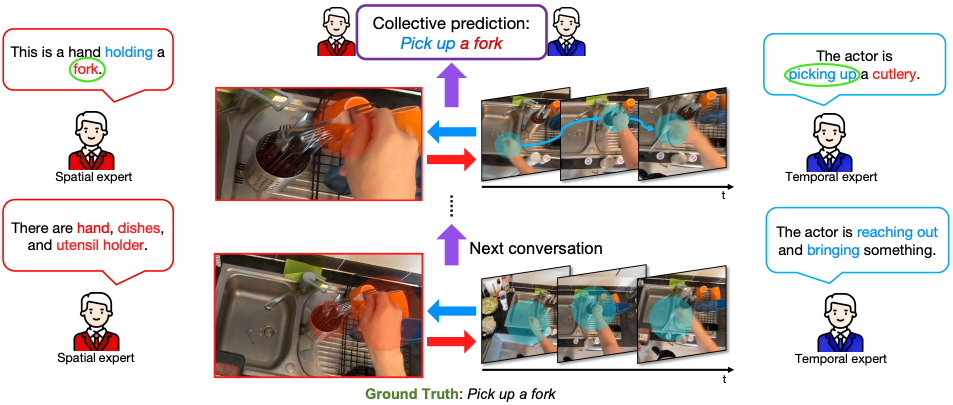 Collective prediction:
Pick up a fork
This is a hand holding a
fork.
Spatial expert
The actor is
picking up a cutlery.
Temporal expert
t
There are hand, dishes,
and utensil holder.
Spatial expert
Next conversation
The actor is reaching out
and bringing something.
Temporal expert
t
Ground Truth: Pick up a fork